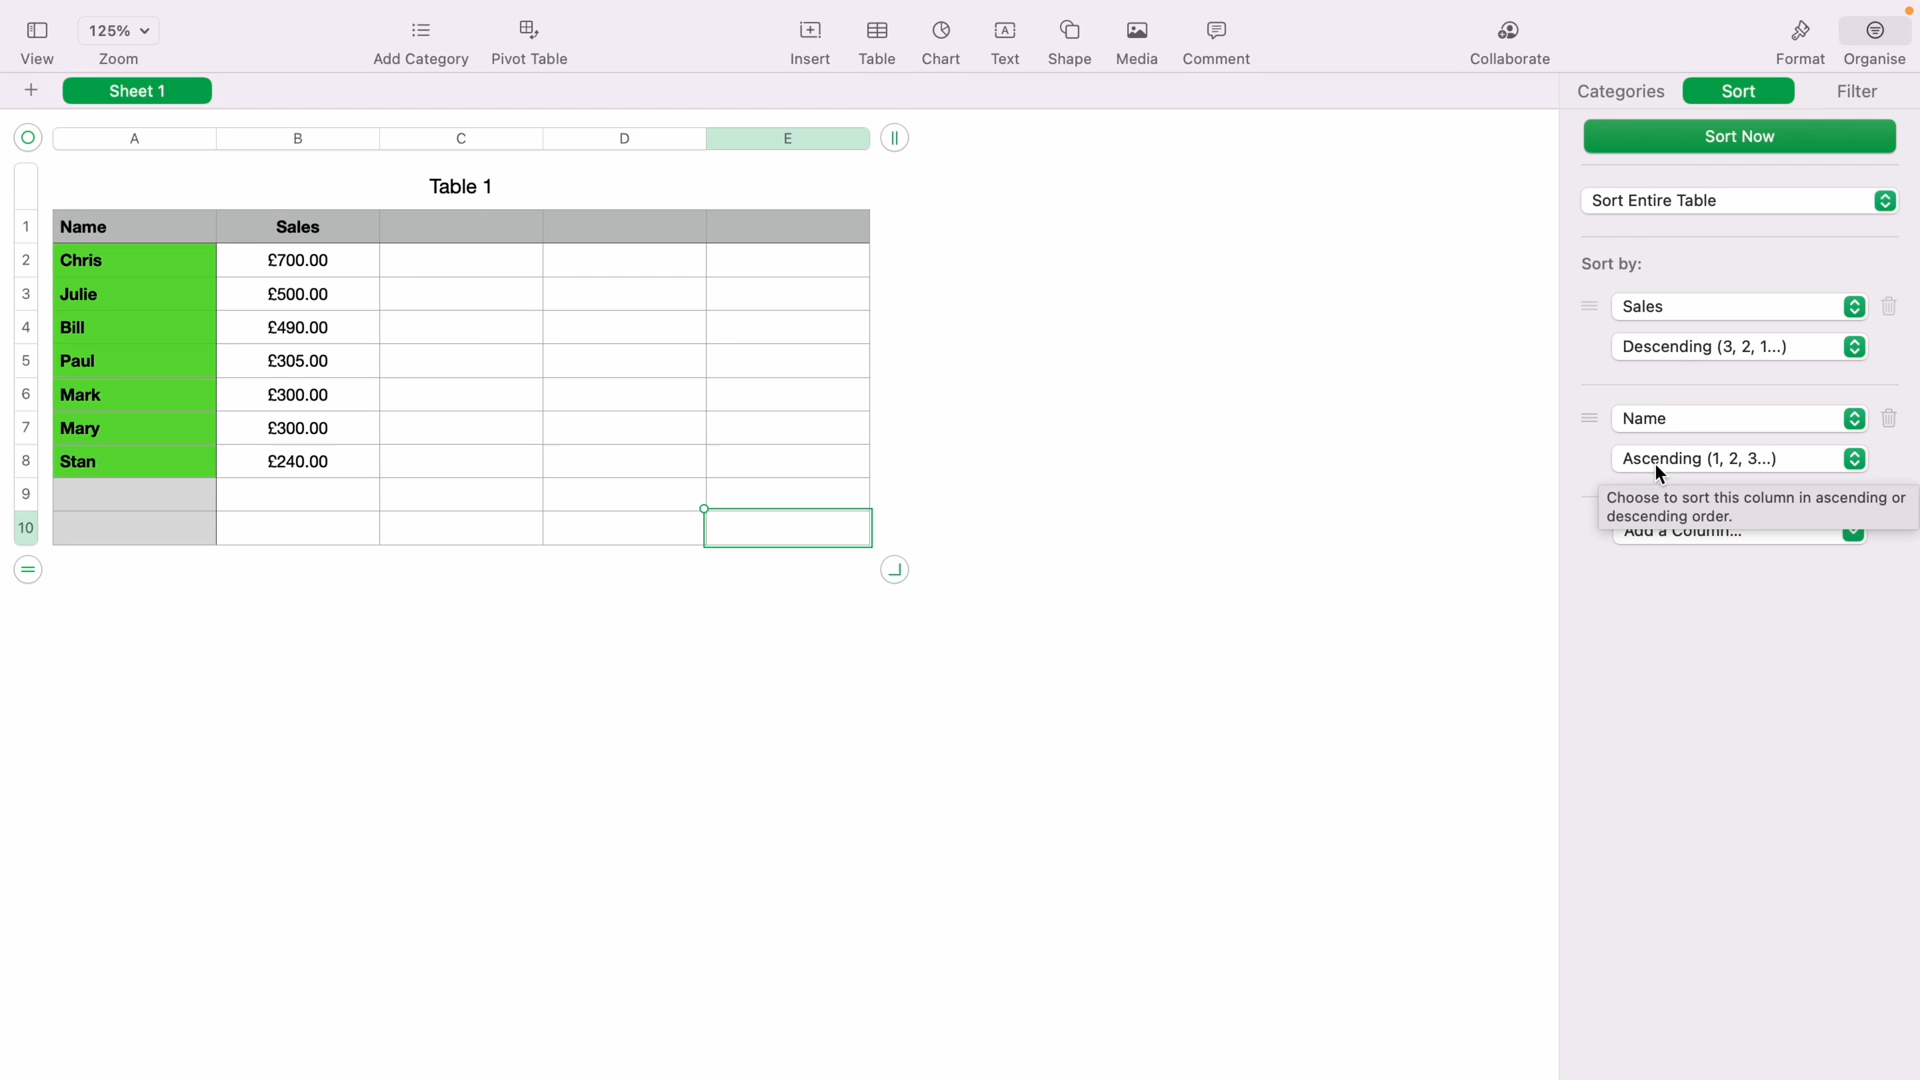 125%
View
Zoom
Add Category
Pivot Table
Insert
Table
Chart
Text
Shape
Media
Comment
Collaborate
Format
Organise
Sheet 1
Categories
Sort
Filter
Sort Now
Sort Entire Table
Sort by:
Sales
Descending (3, 2, 1...)
Name
Ascending (1, 2, 3...)
Choose to sort this column in ascending or
descending order.
Add a Column...
A B C D E
Table 1
1 Name Sales
2 Chris £700.00
3 Julie £500.00
4 Bill £490.00
5 Paul £305.00
6 Mark £300.00
7 Mary £300.00
8 Stan £240.00
9
10